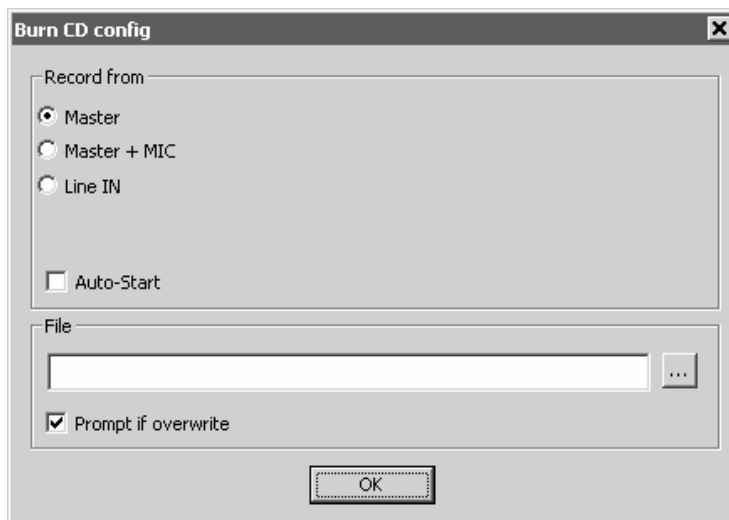 Burn CD config
Record from
Master
Master + MIC
Line IN
Auto-Start
File
...
Prompt if overwrite
OK